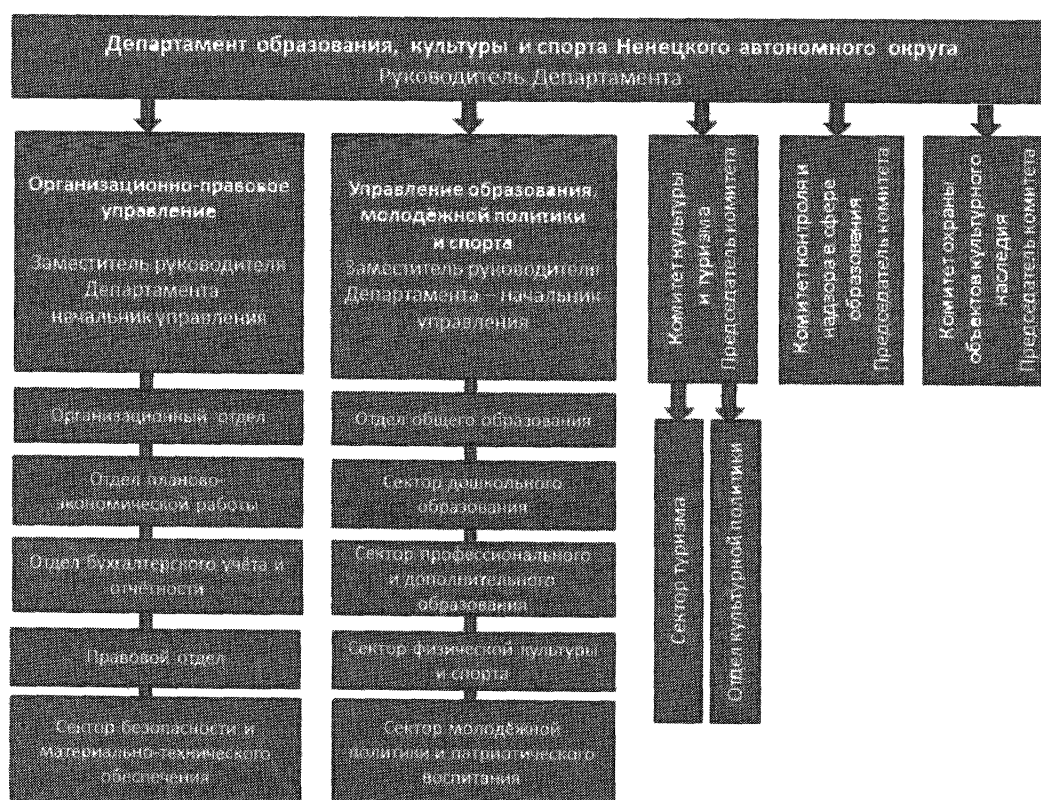 Департамент образования, культуры и спорта Ненецкого автономного округа
Руководитель Департамента
Организационно-правовое
управление
Заместитель руководителя
Департамента
начальник управления
Организационный отдел
Отдел планово-
экономической работы
Отдел бухгалтерского учёта и
отчётности
Правовой отдел
Сектор безопасности и
материально-технического
обеспечения
Управление образования,
молодёжной политики
и спорта
Заместитель руководителя
Департамента – начальник
управления
Отдел общего образования
Сектор дошкольного
образования
Сектор профессионального
и дополнительного
образования
Сектор физической культуры
и спорта
Сектор молодёжной
политики и патриотического
воспитания
Комитет культуры
и туризма
Председатель комитета
Сектор туризма
Отдел культурной политики
Комитет контроля и
надзора в сфере
образования
Председатель комитета
Комитет охраны
объектов культурного
наследия
Председатель комитета